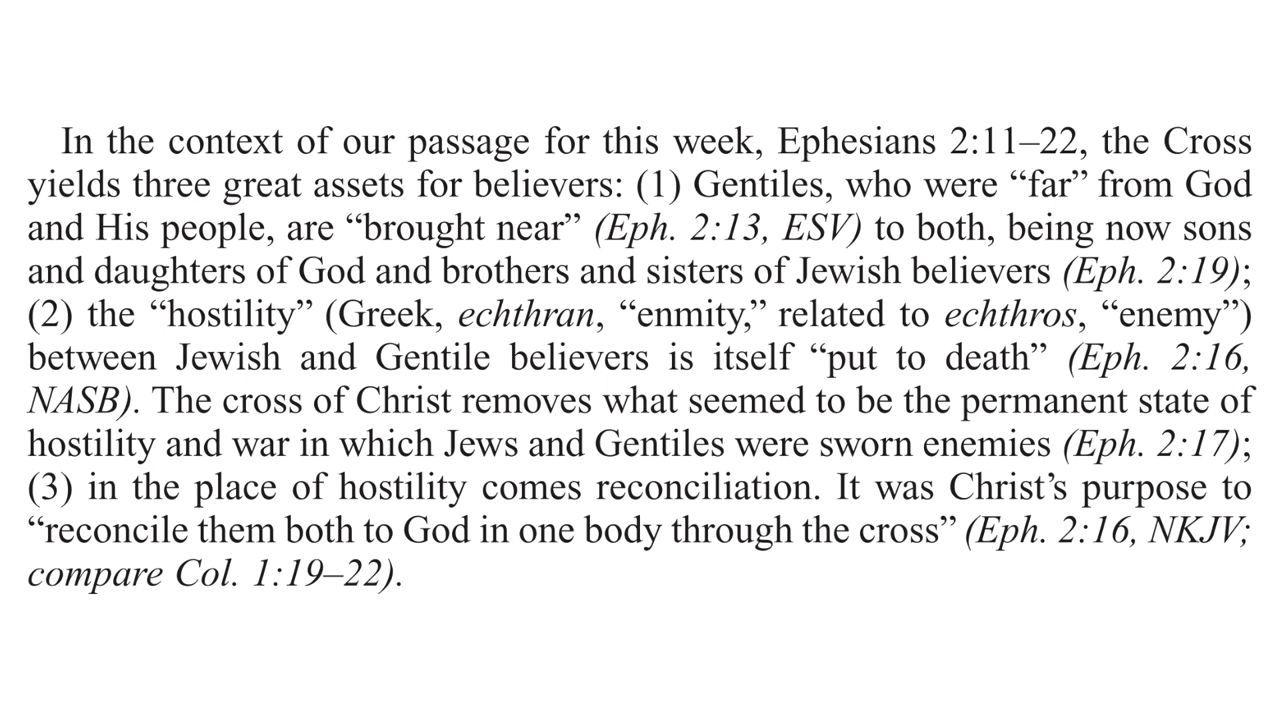 In the context of our passage for this week, Ephesians 2:11–22, the Cross
yields three great assets for believers: (1) Gentiles, who were “far” from God
and His people, are “brought near” (Eph. 2:13, ESV) to both, being now sons
and daughters of God and brothers and sisters of Jewish believers (Eph. 2:19);
(2) the “hostility” (Greek, echthran, “enmity,” related to echthros, “enemy”)
between Jewish and Gentile believers is itself “put to death” (Eph. 2:16,
NASB). The cross of Christ removes what seemed to be the permanent state of
hostility and war in which Jews and Gentiles were sworn enemies (Eph. 2:17);
(3) in the place of hostility comes reconciliation. It was Christ’s purpose to
“reconcile them both to God in one body through the cross” (Eph. 2:16, NKJV;
compare Col. 1:19–22).